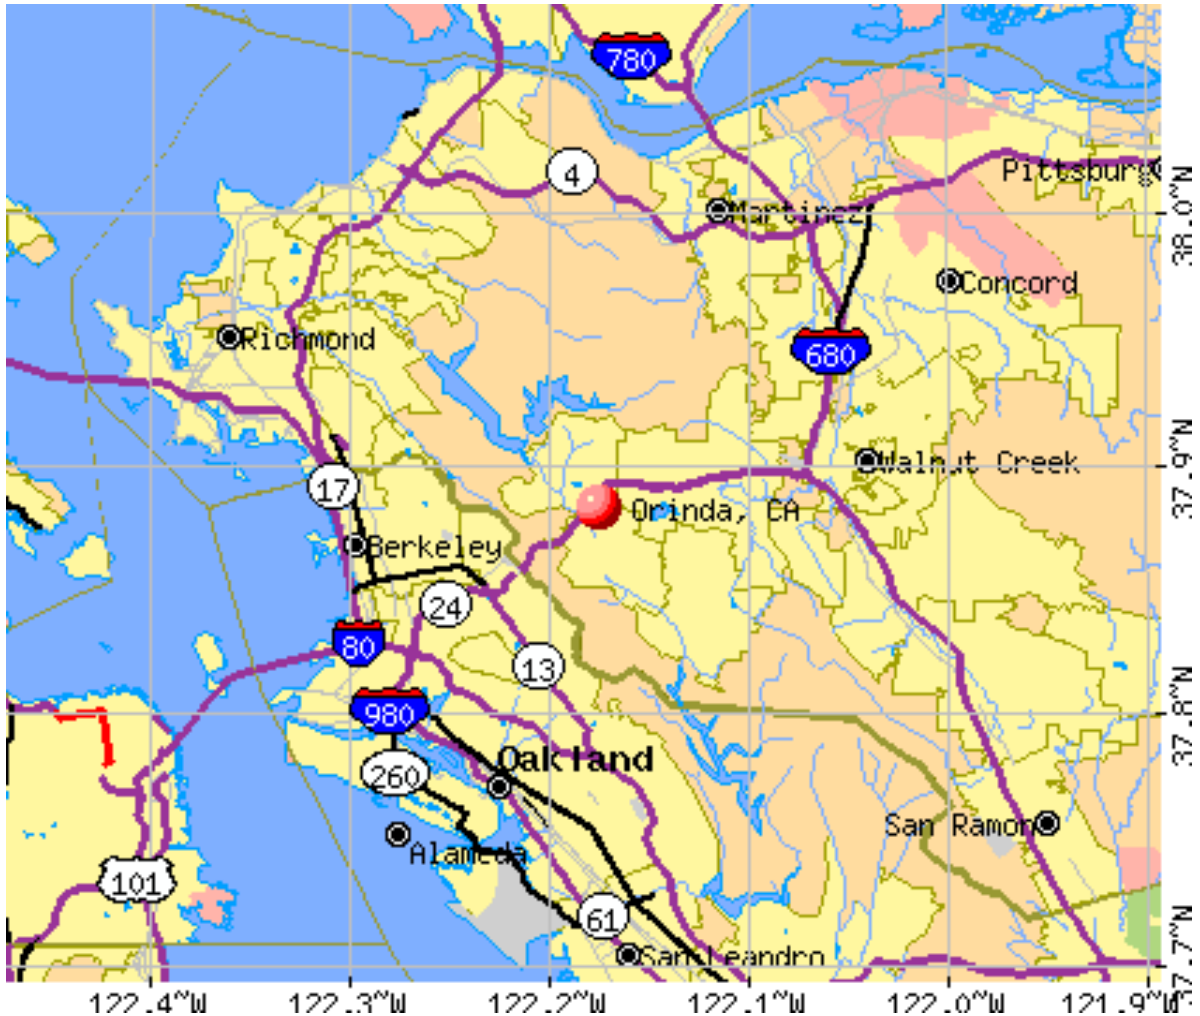 780
4
Pittsburg
Martinez
38.0°N
Concord
Richmond
680
Walnut Creek
37.9°N
17
Orinda, CA
Berkeley
24
80
13
980
37.8°N
Oakland
260
San Ramon
Alameda
101
61
San Leandro
37.7°N
122.4°W
122.3°W
122.2°W
122.1°W
122.0°W
121.9°W